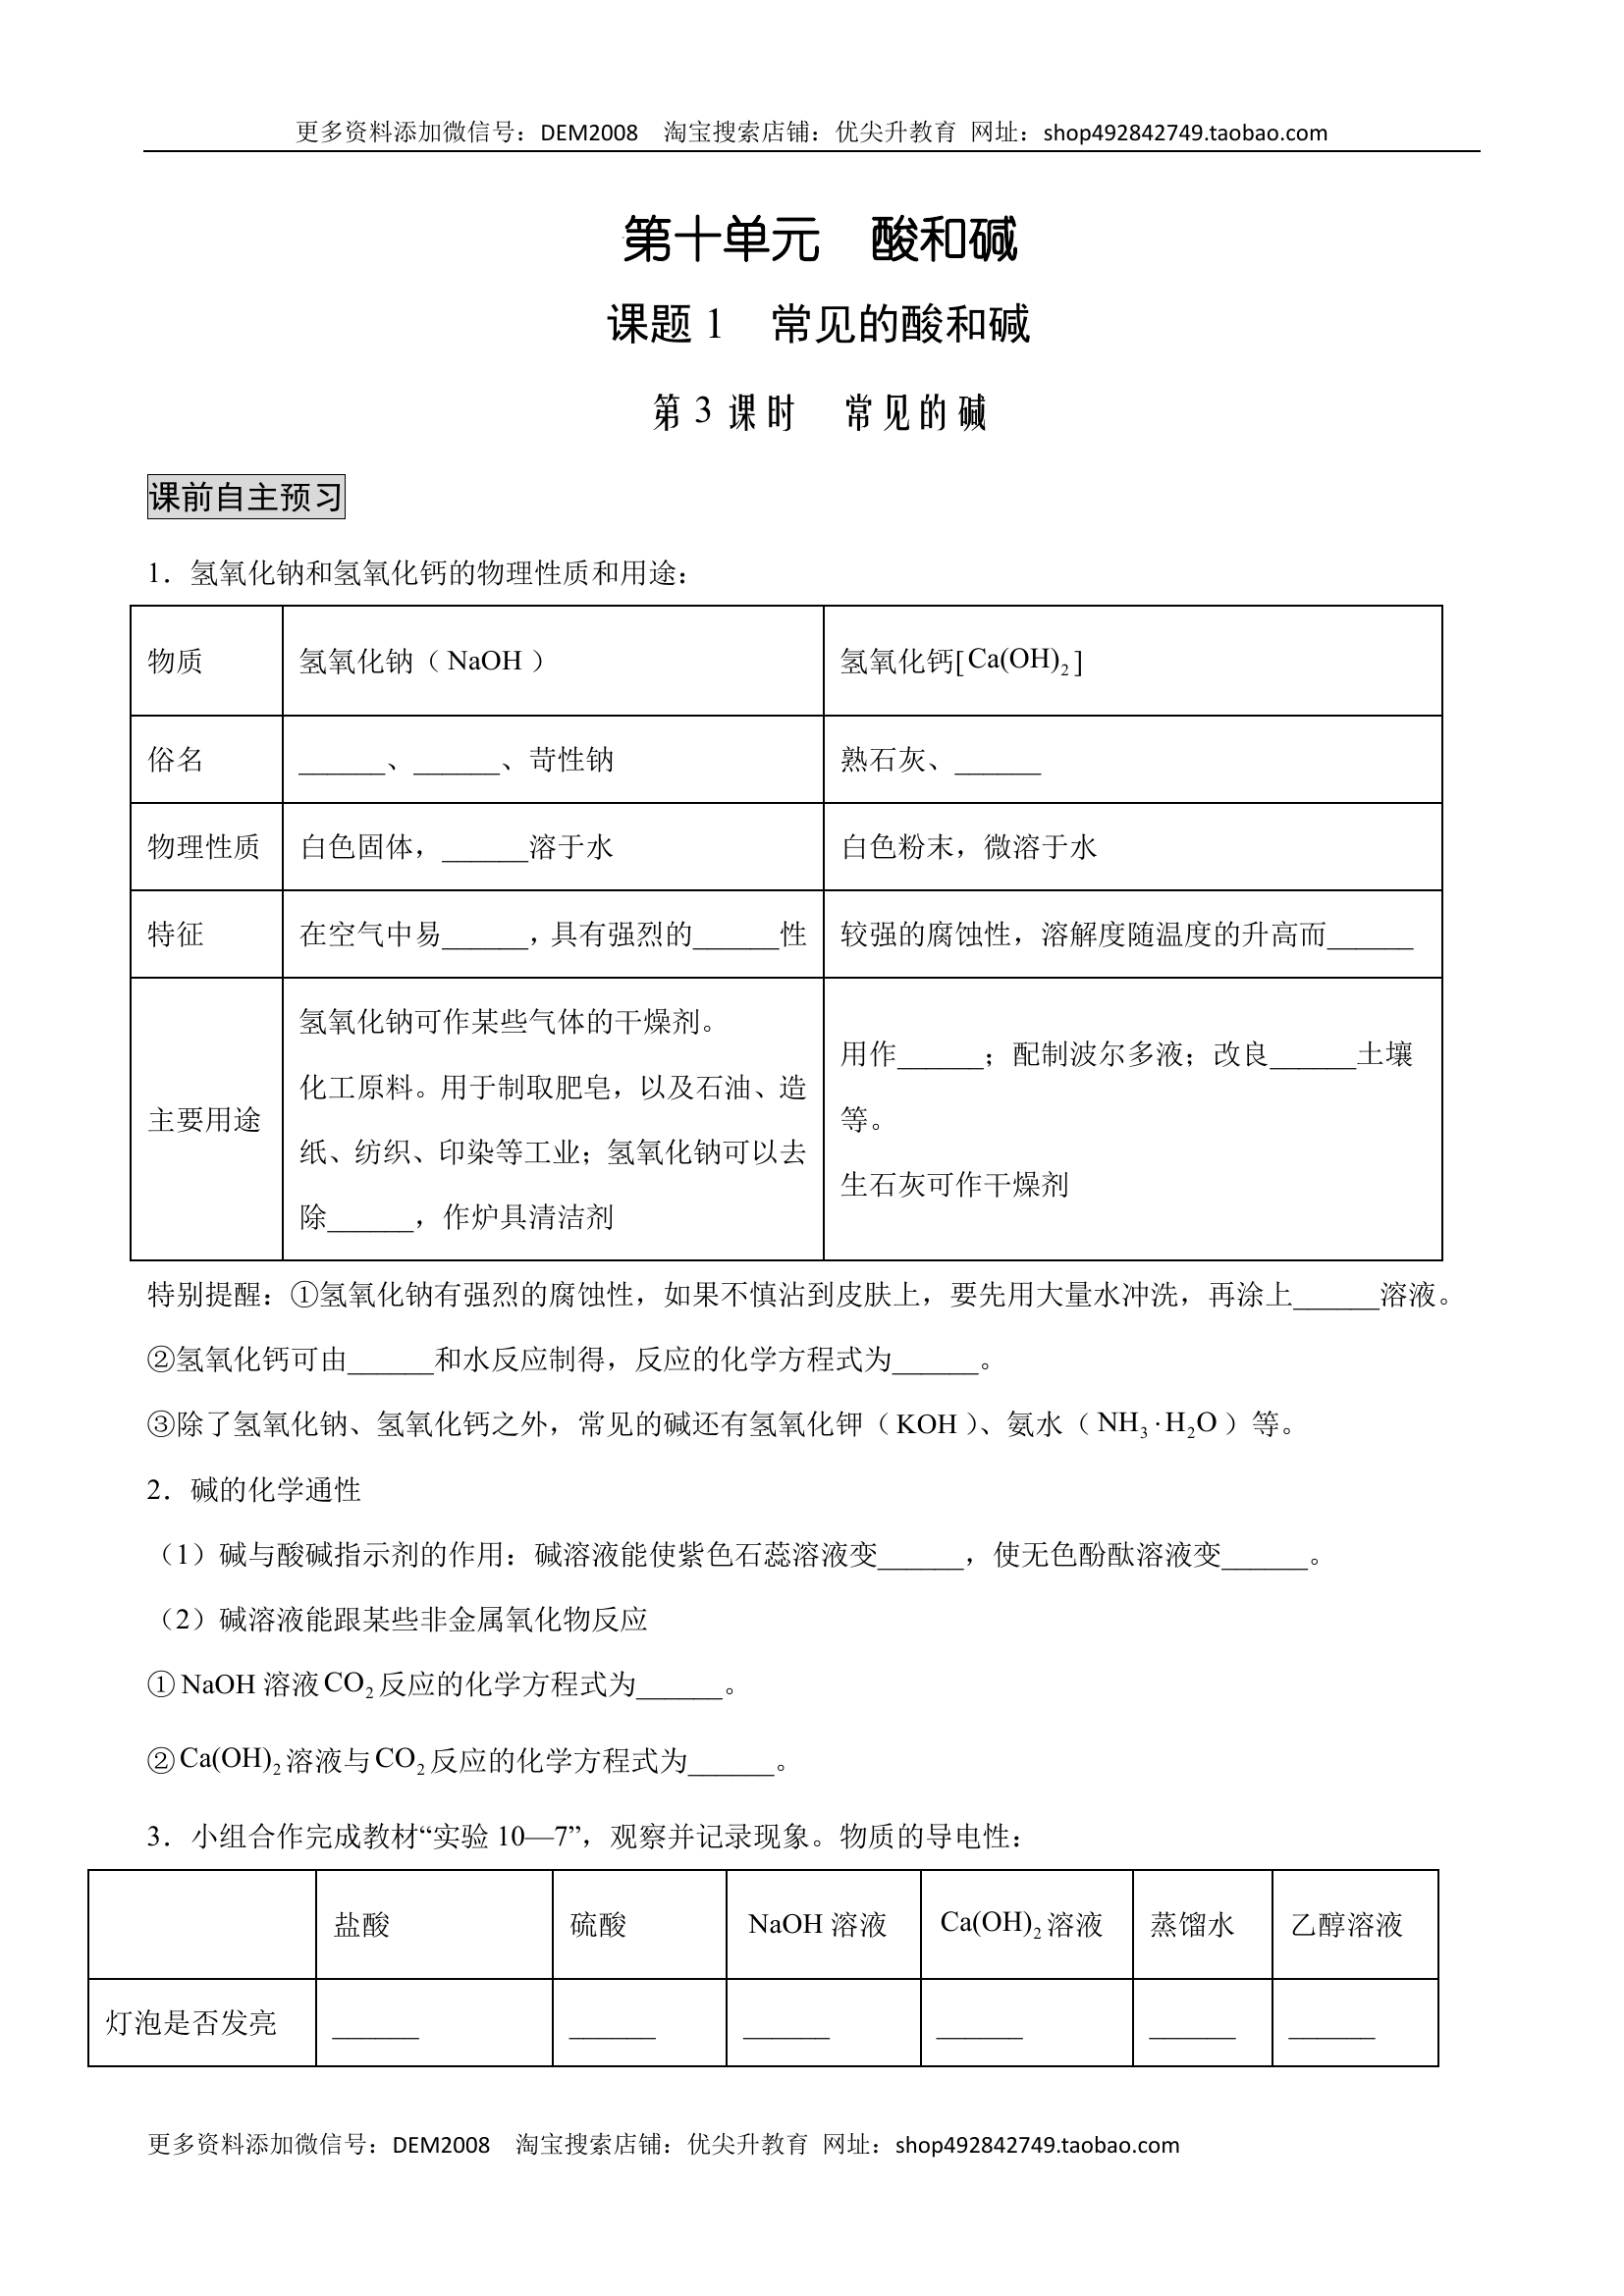 更多资料添加微信号：DEM2008 淘宝搜索店铺：优尖升教育 网址：shop492842749.taobao.com
第十单元 酸和碱
课题1 常见的酸和碱
第3课时 常见的碱
课前自主预习
1．氢氧化钠和氢氧化钙的物理性质和用途：
物质 氢氧化钠（NaOH） 氢氧化钙[Ca(OH)₂]
俗名 ______、______、苛性钠 熟石灰、______
物理性质 白色固体，______溶于水 白色粉末，微溶于水
特征 在空气中易______，具有强烈的______性 较强的腐蚀性，溶解度随温度的升高而______
主要用途
氢氧化钠可作某些气体的干燥剂。
化工原料。用于制取肥皂，以及石油、造
纸、纺织、印染等工业；氢氧化钠可以去
除______，作炉具清洁剂
用作______；配制波尔多液；改良______土壤
等。
生石灰可作干燥剂
特别提醒：①氢氧化钠有强烈的腐蚀性，如果不慎沾到皮肤上，要先用大量水冲洗，再涂上______溶液。
②氢氧化钙可由______和水反应制得，反应的化学方程式为______。
③除了氢氧化钠、氢氧化钙之外，常见的碱还有氢氧化钾（KOH）、氨水（NH₃·H₂O）等。
2．碱的化学通性
（1）碱与酸碱指示剂的作用：碱溶液能使紫色石蕊溶液变______，使无色酚酞溶液变______。
（2）碱溶液能跟某些非金属氧化物反应
①NaOH溶液CO₂反应的化学方程式为______。
②Ca(OH)₂溶液与CO₂反应的化学方程式为______。
3．小组合作完成教材“实验10—7”，观察并记录现象。物质的导电性：
盐酸 硫酸 NaOH溶液 Ca(OH)₂溶液 蒸馏水 乙醇溶液
灯泡是否发亮 ______ ______ ______ ______ ______ ______
更多资料添加微信号：DEM2008 淘宝搜索店铺：优尖升教育 网址：shop492842749.taobao.com